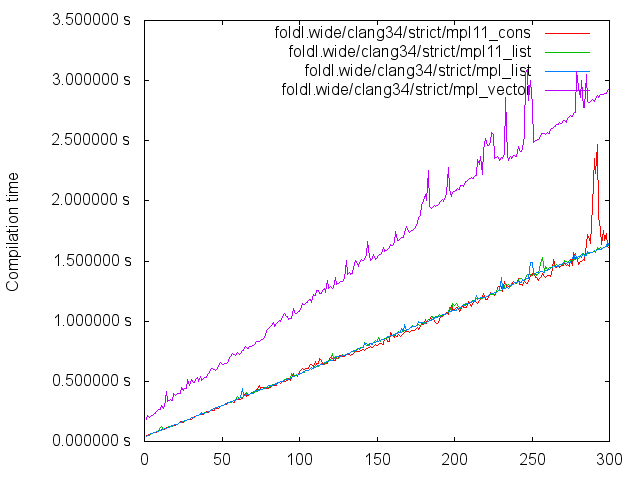 foldl.wide/clang34/strict/mpl11_cons
foldl.wide/clang34/strict/mpl11_list
foldl.wide/clang34/strict/mpl_list
foldl.wide/clang34/strict/mpl_vector
Compilation time
3.500000 s
3.000000 s
2.500000 s
2.000000 s
1.500000 s
1.000000 s
0.500000 s
0.000000 s
0 50 100 150 200 250 300